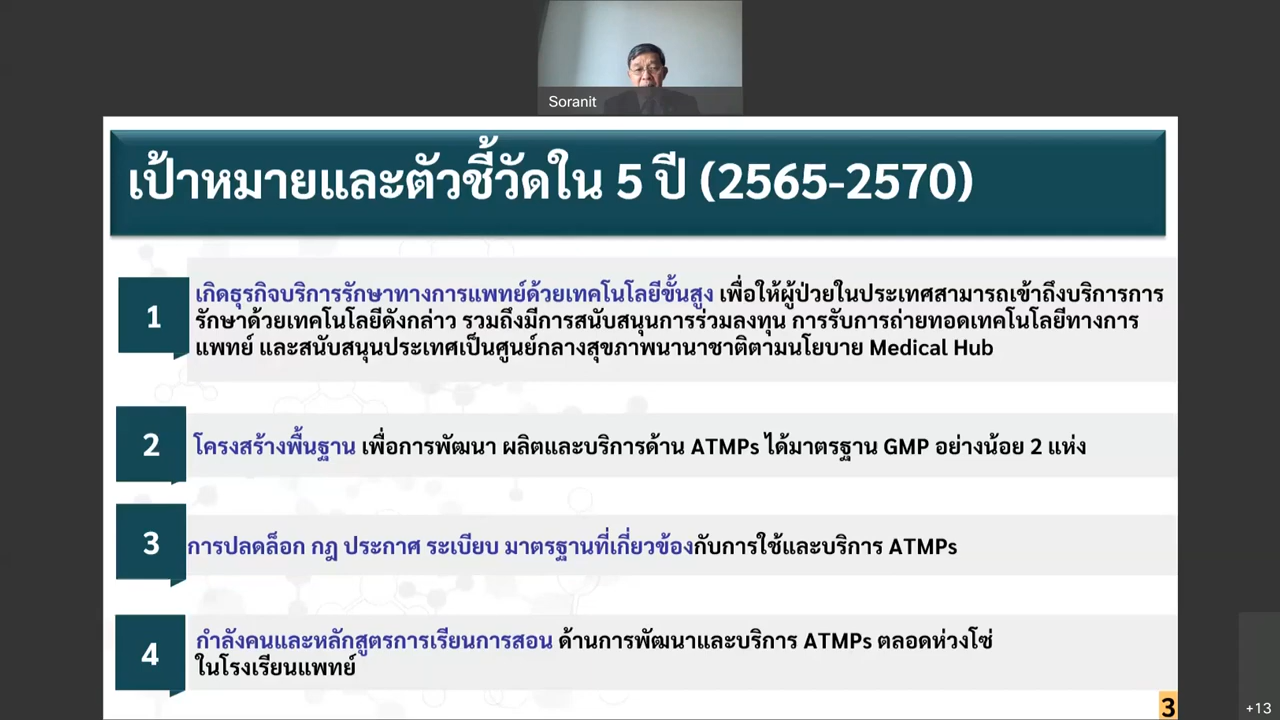 Soranit
เป้าหมายและตัวชี้วัดใน 5 ปี (2565-2570)
1
เกิดธุรกิจบริการรักษาทางการแพทย์ด้วยเทคโนโลยีขั้นสูง เพื่อให้ผู้ป่วยในประเทศสามารถเข้าถึงบริการการ
รักษาด้วยเทคโนโลยีดังกล่าว รวมถึงมีการสนับสนุนการร่วมลงทุน การรับการถ่ายทอดเทคโนโลยีทางการ
แพทย์ และสนับสนุนประเทศเป็นศูนย์กลางสุขภาพนานาชาติตามนโยบาย Medical Hub
2
โครงสร้างพื้นฐาน เพื่อการพัฒนา ผลิตและบริการด้าน ATMPs ได้มาตรฐาน GMP อย่างน้อย 2 แห่ง
3
การปลดล็อก กฎ ประกาศ ระเบียบ มาตรฐานที่เกี่ยวข้องกับการใช้และบริการ ATMPs
4
กำลังคนและหลักสูตรการเรียนการสอน ด้านการพัฒนาและบริการ ATMPs ตลอดห่วงโซ่
ในโรงเรียนแพทย์
3
+13